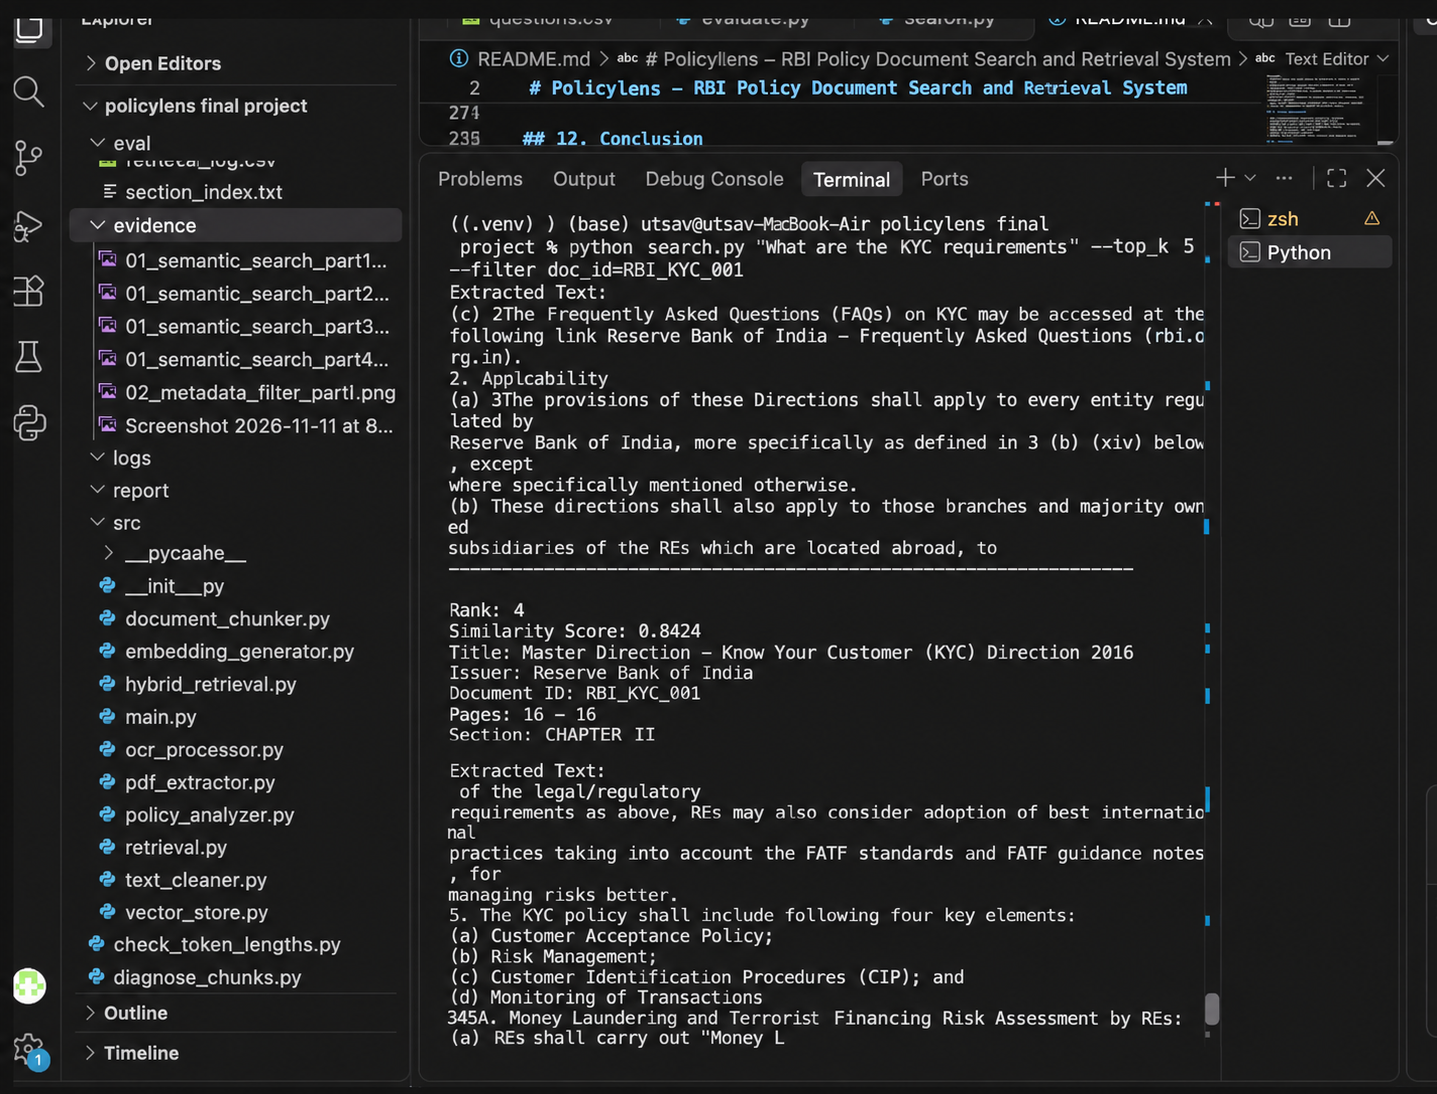 Explorer
questions.csv
evaluate.py
search.py
README.md
Open Editors
README.md > abc # Policyllens – RBI Policy Document Search and Retrieval System > abc Text Editor
policylens final project
2 # Policylens – RBI Policy Document Search and Retrieval System
274
235 ## 12. Conclusion
eval
retrieval_log.csv
section_index.txt
evidence
01_semantic_search_part1...
01_semantic_search_part2...
01_semantic_search_part3...
01_semantic_search_part4...
02_metadata_filter_part1.png
Screenshot 2026-11-11 at 8...
logs
report
src
__pycaahe__
__init__py
document_chunker.py
embedding_generator.py
hybrid_retrieval.py
main.py
ocr_processor.py
pdf_extractor.py
policy_analyzer.py
retrieval.py
text_cleaner.py
vector_store.py
check_token_lengths.py
diagnose_chunks.py
Outline
Timeline
1
Problems Output Debug Console Terminal Ports
((.venv) ) (base) utsav@utsav-MacBook-Air policylens final
project % python search.py "What are the KYC requirements" --top_k 5
--filter doc_id=RBI_KYC_001
Extracted Text:
(c) 2The Frequently Asked Questions (FAQs) on KYC may be accessed at the
following link Reserve Bank of India – Frequently Asked Questions (rbi.o
rg.in).
2. Applcability
(a) 3The provisions of these Directions shall apply to every entity regu
lated by
Reserve Bank of India, more specifically as defined in 3 (b) (xiv) below
, except
where specifically mentioned otherwise.
(b) These directions shall also apply to those branches and majority own
ed
subsidiaries of the REs which are located abroad, to
Rank: 4
Similarity Score: 0.8424
Title: Master Direction – Know Your Customer (KYC) Direction 2016
Issuer: Reserve Bank of India
Document ID: RBI_KYC_001
Pages: 16 – 16
Section: CHAPTER II
Extracted Text:
of the legal/regulatory
requirements as above, REs may also consider adoption of best internatio
nal
practices taking into account the FATF standards and FATF guidance notes
, for
managing risks better.
5. The KYC policy shall include following four key elements:
(a) Customer Acceptance Policy;
(b) Risk Management;
(c) Customer Identification Procedures (CIP); and
(d) Monitoring of Transactions
345A. Money Laundering and Terrorist Financing Risk Assessment by REs:
(a) REs shall carry out "Money L
zsh
Python